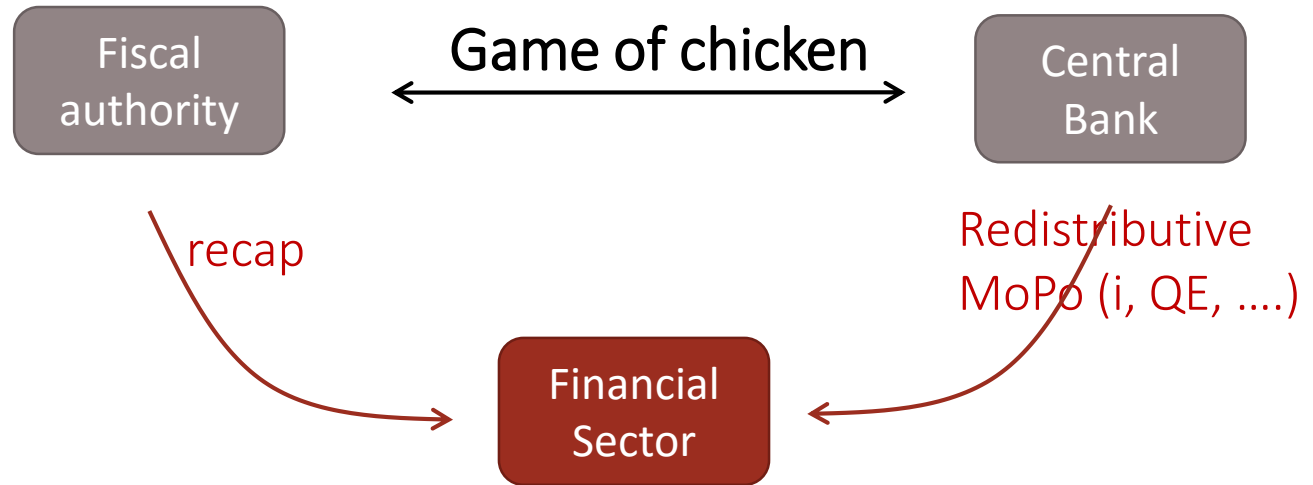 Fiscal
authority
Game of chicken
Central
Bank
recap
Redistributive
MoPo (i, QE, ....)
Financial
Sector